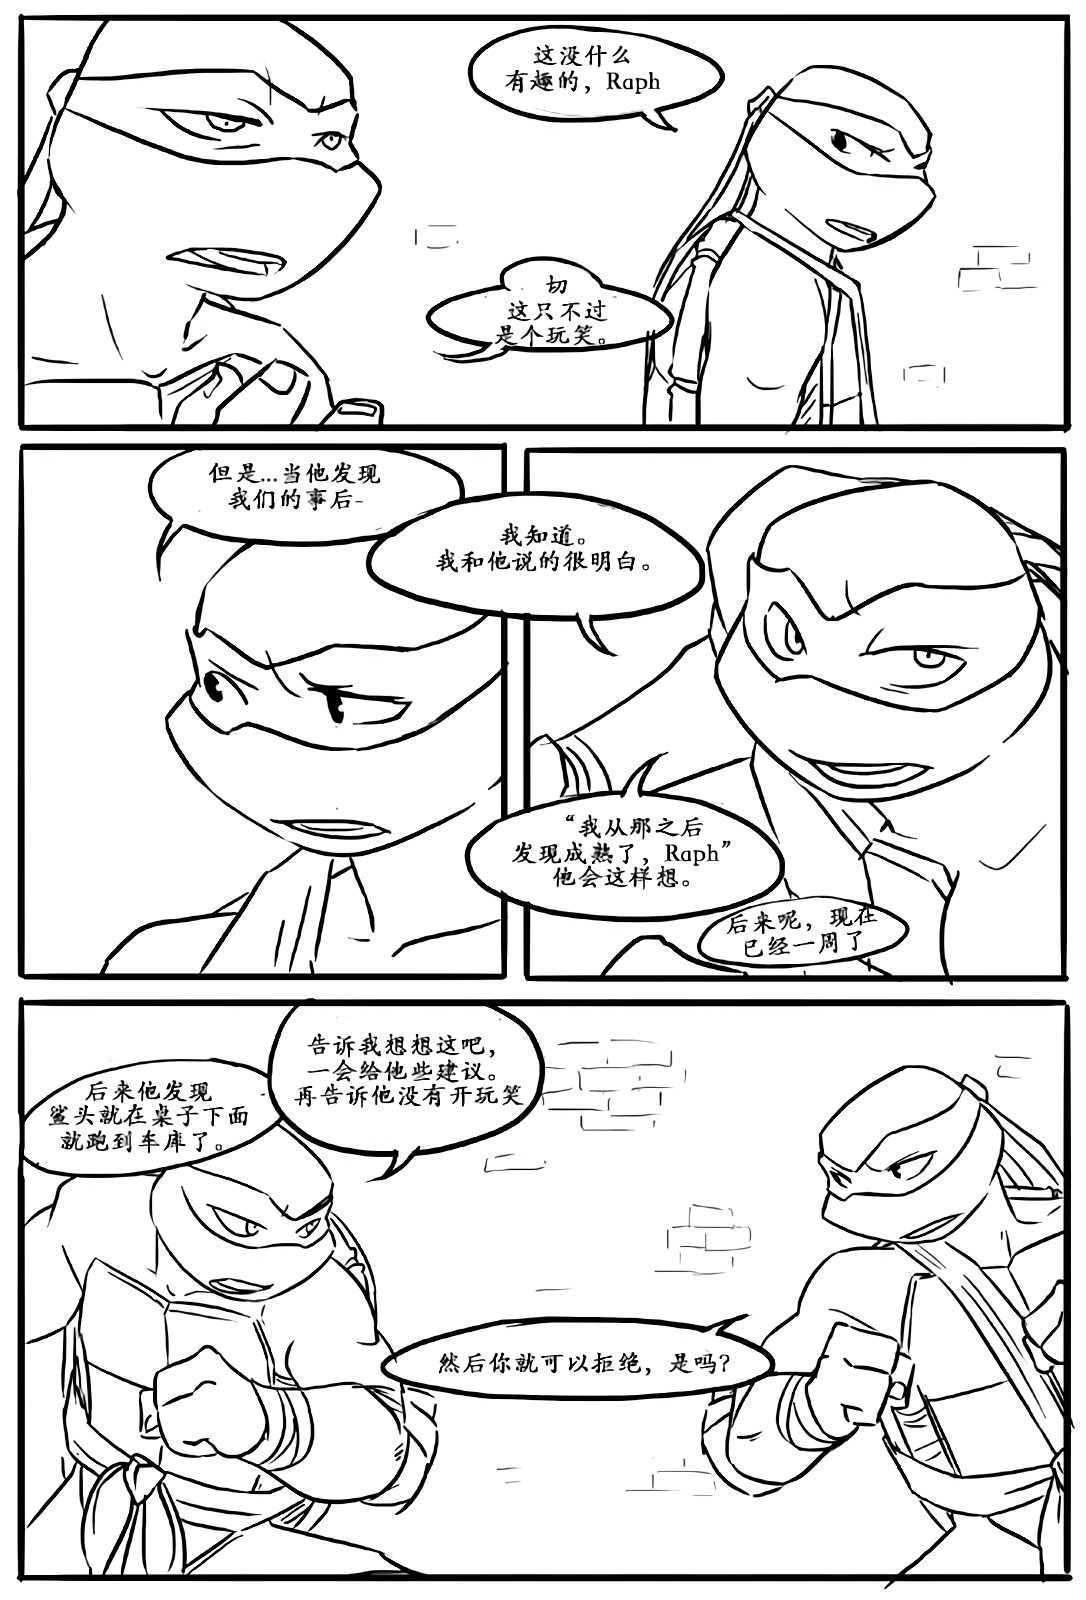 这没什么
有趣的，Raph
切
这只不过
是个玩笑。
但是...当他发现
我们的事后-
我知道。
我和他说的很明白。
“我从那之后
发现成熟了，Raph”
他会这样想。
后来呢，现在
已经一周了
告诉我想想这吧，
一会给他些建议。
再告诉他没有开玩笑
后来他发现
鲨头就在桌子下面
就跑到车库了。
然后你就可以拒绝，是吗？